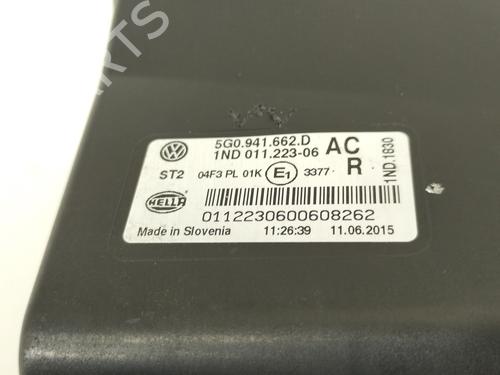 5G0.941.662.D AC
1ND 011.223-06
ST2 04F3 PL 01K E1 3377 R
1ND.1830
HELLA 0112230600608262
Made in Slovenia 11:26:39 11.06.2015
PARTS